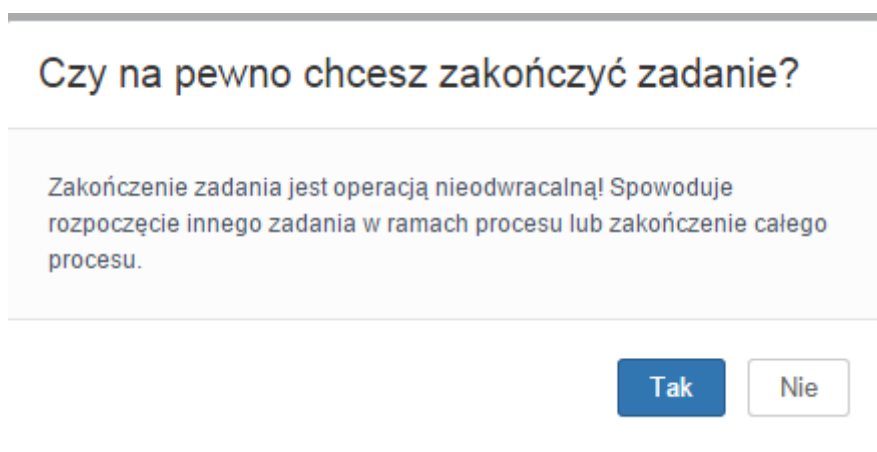 Czy na pewno chcesz zakończyć zadanie?
Zakończenie zadania jest operacją nieodwracalną! Spowoduje
rozpoczęcie innego zadania w ramach procesu lub zakończenie całego
procesu.
Tak Nie